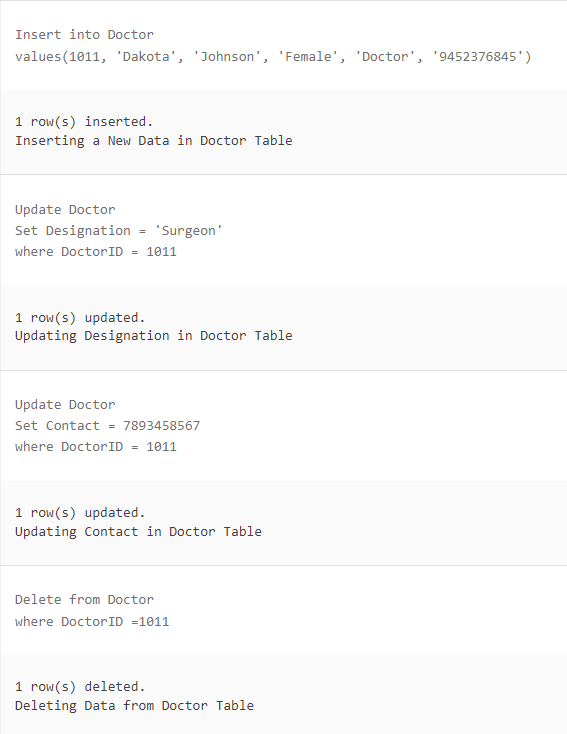 Insert into Doctor
values(1011, 'Dakota', 'Johnson', 'Female', 'Doctor', '9452376845')
1 row(s) inserted.
Inserting a New Data in Doctor Table
Update Doctor
Set Designation = 'Surgeon'
where DoctorID = 1011
1 row(s) updated.
Updating Designation in Doctor Table
Update Doctor
Set Contact = 7893458567
where DoctorID = 1011
1 row(s) updated.
Updating Contact in Doctor Table
Delete from Doctor
where DoctorID =1011
1 row(s) deleted.
Deleting Data from Doctor Table